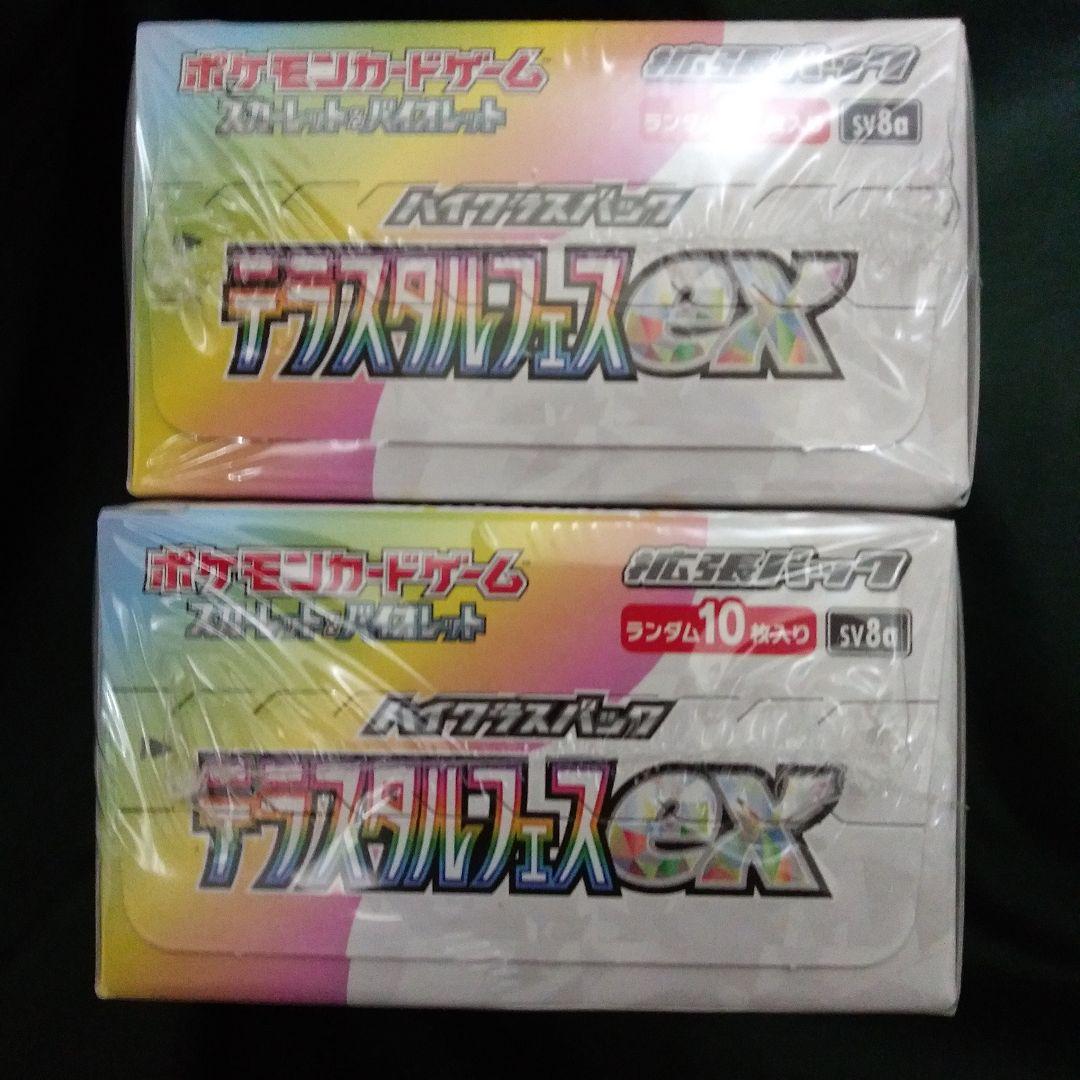 ポケモンカードゲーム
拡張パック
スカーレット&バイオレット
ランダム
sv8a
ハイクラスパック
テラスタルフェスex
ポケモンカードゲーム
拡張パック
スカーレット&バイオレット
ランダム10枚入り
sv8a
ハイクラスパック
テラスタルフェスex